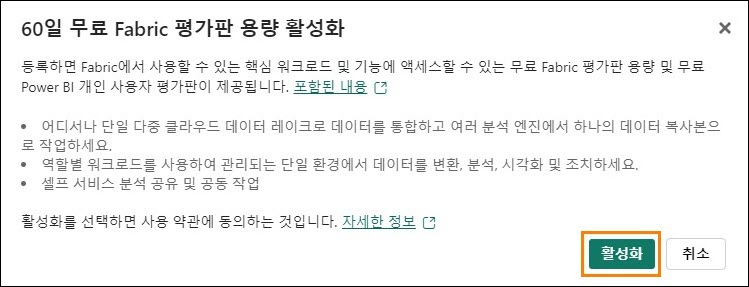 60일 무료 Fabric 평가판 용량 활성화
등록하면 Fabric에서 사용할 수 있는 핵심 워크로드 및 기능에 액세스할 수 있는 무료 Fabric 평가판 용량 및 무료
Power BI 개인 사용자 평가판이 제공됩니다. 포함된 내용
• 어디서나 단일 다중 클라우드 데이터 레이크로 데이터를 통합하고 여러 분석 엔진에서 하나의 데이터 복사본으
로 작업하세요.
• 역할별 워크로드를 사용하여 관리되는 단일 환경에서 데이터를 변환, 분석, 시각화 및 조치하세요.
• 셀프 서비스 분석 공유 및 공동 작업
활성화를 선택하면 사용 약관에 동의하는 것입니다. 자세한 정보
활성화 취소